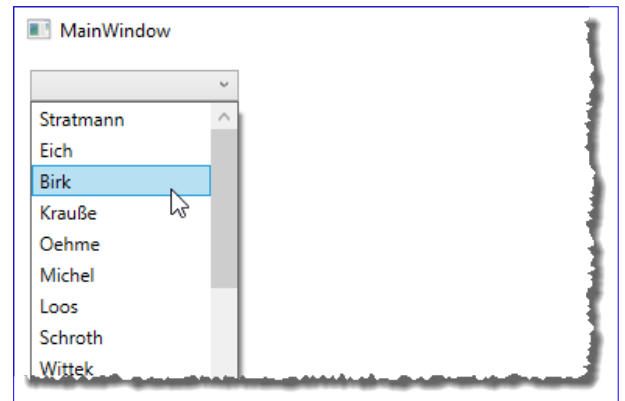 MainWindow
Stratmann
Eich
Birk
Krauße
Oehme
Michel
Loos
Schroth
Wittek